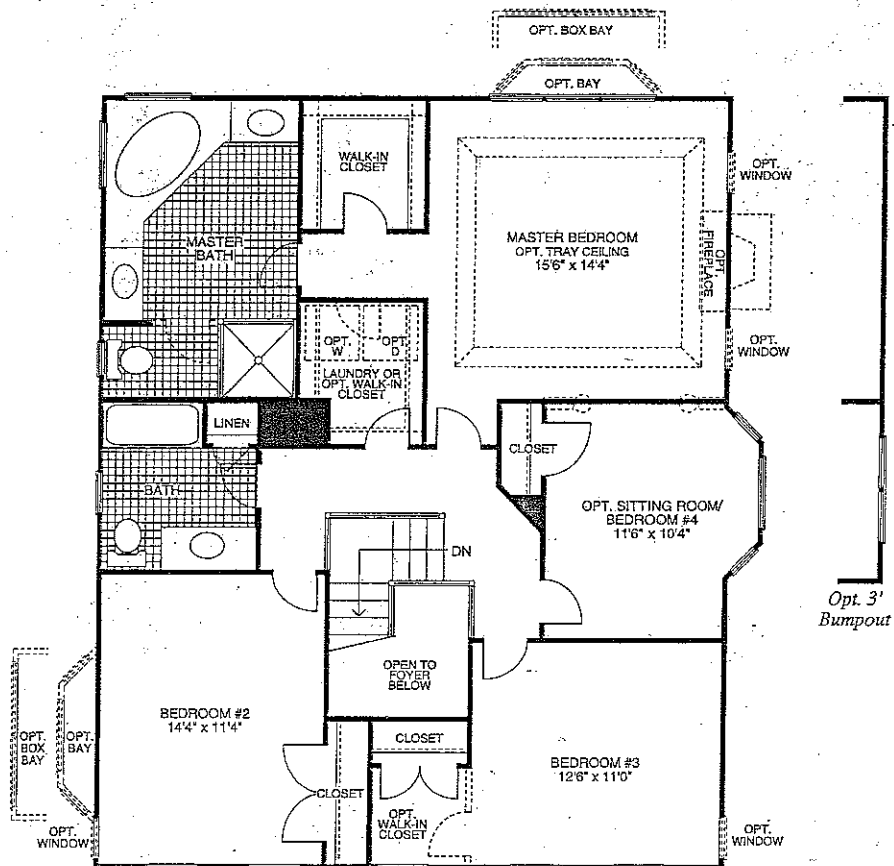 OPT. BOX BAY
OPT. BAY
WALK-IN
CLOSET
OPT.
WINDOW
MASTER
BATH
MASTER BEDROOM
OPT. TRAY CEILING
15'6" x 14'4"
OPT.
FIREPLACE
OPT.
W
OPT.
D
OPT.
WINDOW
LAUNDRY OR
OPT. WALK-IN
CLOSET
LINEN
CLOSET
BATH
OPT. SITTING ROOM/
BEDROOM #4
11'6" x 10'4"
DN
Opt. 3'
Bumpout
OPEN TO
FOYER
BELOW
BEDROOM #2
14'4" x 11'4"
OPT.
BOX
BAY
OPT.
BAY
CLOSET
BEDROOM #3
12'6" x 11'0"
CLOSET
OPT.
WALK-IN
CLOSET
OPT.
WINDOW
OPT.
WINDOW